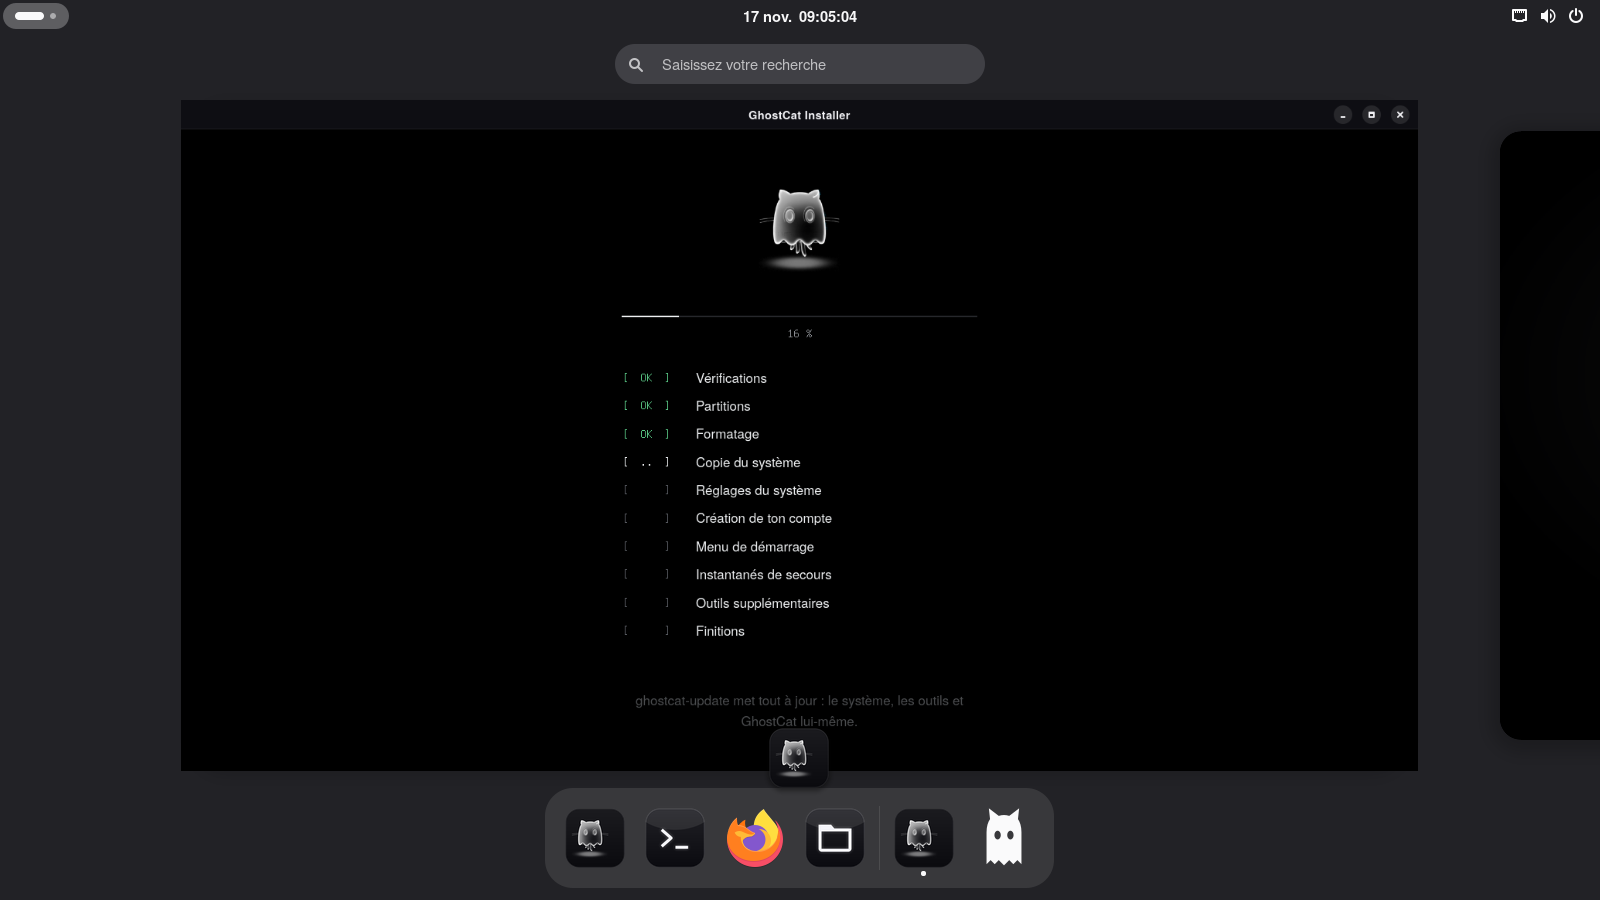 17 nov.  09:05:04
Saisissez votre recherche
GhostCat Installer
16 %
[ OK ] Vérifications
[ OK ] Partitions
[ OK ] Formatage
[ .. ] Copie du système
[    ] Réglages du système
[    ] Création de ton compte
[    ] Menu de démarrage
[    ] Instantanés de secours
[    ] Outils supplémentaires
[    ] Finitions
ghostcat-update met tout à jour : le système, les outils et
GhostCat lui-même.